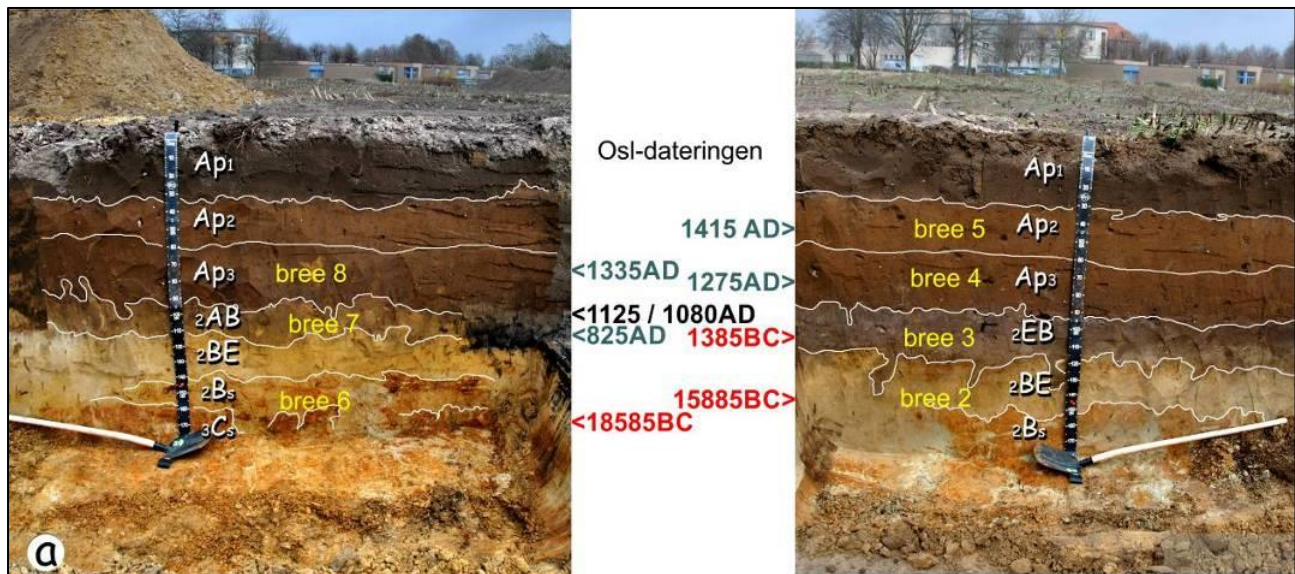 Ap1
Ap2
Ap3
bree 8
2AB
bree 7
2BE
2Bs
bree 6
3Cs
a
Osl-dateringen
1415 AD>
<1335AD
1275AD>
<1125 / 1080AD
<825AD
1385BC>
15885BC>
<18585BC
Ap1
bree 5
Ap2
bree 4
Ap3
bree 3
2EB
2BE
bree 2
2Bs